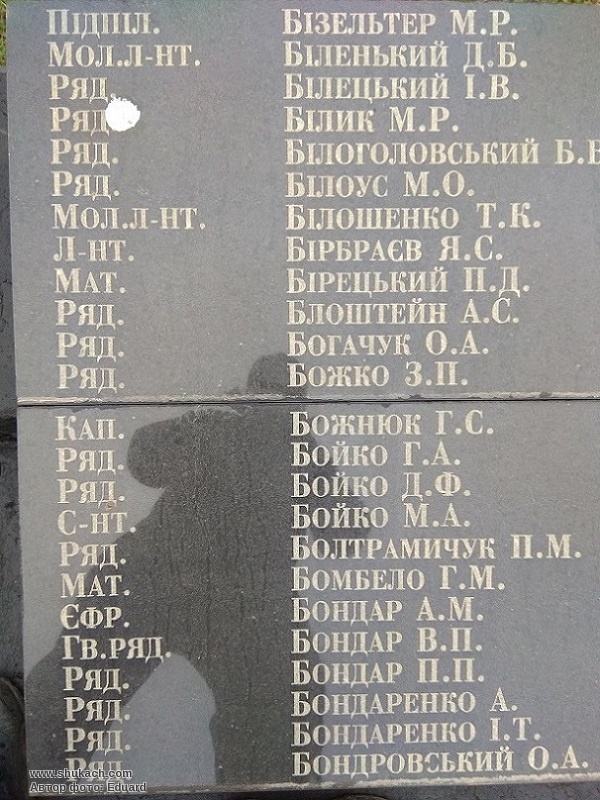 Підпіл. Бізельтер М.Р.
Мол.л-нт. Біленький Д.Б.
Ряд. Білецький І.В.
Ряд Білик М.Р.
Ряд. Білоголовський Б.
Ряд. Білоус М.О.
Мол.л-нт. Білошенко Т.К.
Л-нт. Бірбраєв Я.С.
Мат. Бірецький П.Д.
Ряд. Блоштейн А.С.
Ряд. Богачук О.А.
Ряд. Божко З.П.
Кап. Божнюк Г.С.
Ряд. Бойко Г.А.
Ряд. Бойко Д.Ф.
С-нт. Бойко М.А.
Ряд. Болтрамичук П.М.
Мат. Бомбело Г.М.
Єфр. Бондар А.М.
Гв.ряд. Бондар В.П.
Ряд. Бондар П.П.
Ряд. Бондаренко А.
Ряд. Бондаренко І.Т.
Ряд. Бондровський О.А.
www.shukach.com
Автор фото: Eduard